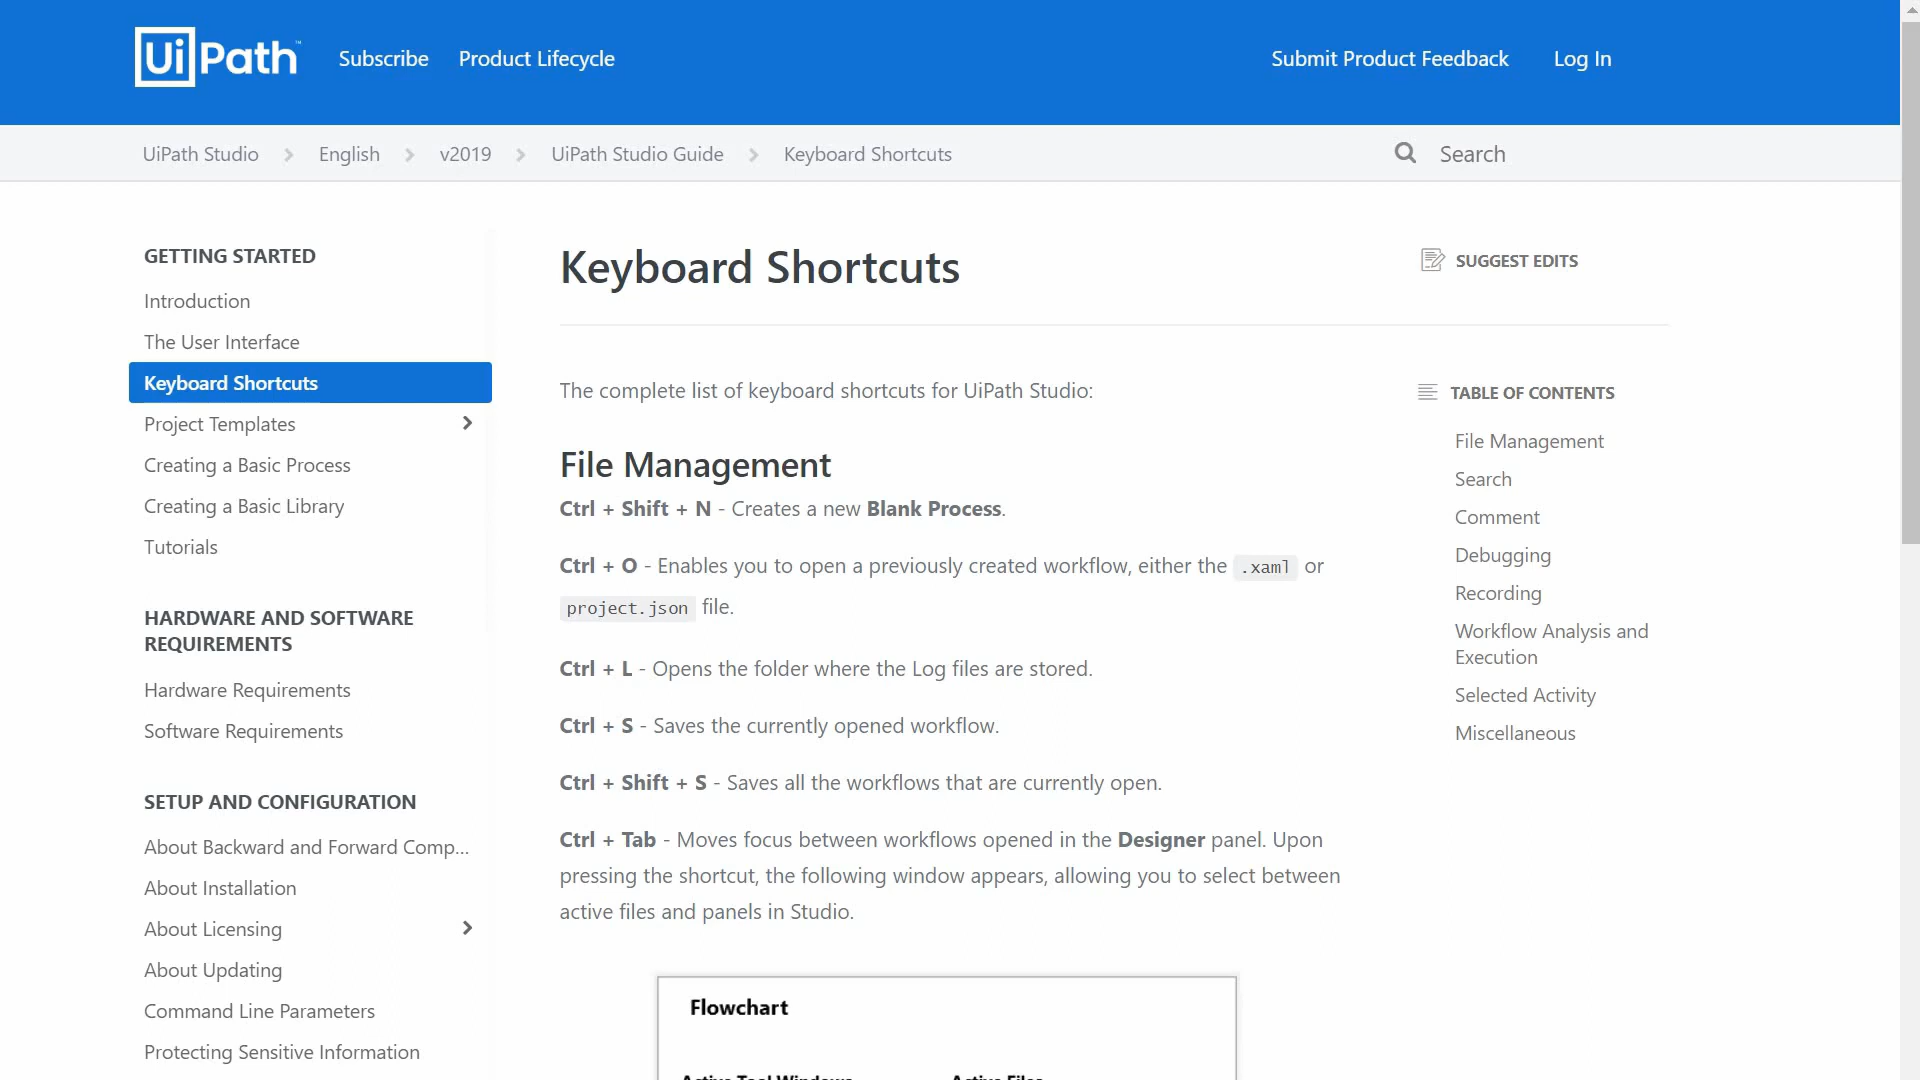 UiPath™ Subscribe Product Lifecycle Submit Product Feedback Log In
UiPath Studio English v2019 UiPath Studio Guide Keyboard Shortcuts Search
GETTING STARTED
Introduction
The User Interface
Keyboard Shortcuts
Project Templates
Creating a Basic Process
Creating a Basic Library
Tutorials
HARDWARE AND SOFTWARE
REQUIREMENTS
Hardware Requirements
Software Requirements
SETUP AND CONFIGURATION
About Backward and Forward Comp...
About Installation
About Licensing
About Updating
Command Line Parameters
Protecting Sensitive Information
Keyboard Shortcuts
The complete list of keyboard shortcuts for UiPath Studio:
File Management
Ctrl + Shift + N - Creates a new Blank Process.
Ctrl + O - Enables you to open a previously created workflow, either the .xaml or
project.json file.
Ctrl + L - Opens the folder where the Log files are stored.
Ctrl + S - Saves the currently opened workflow.
Ctrl + Shift + S - Saves all the workflows that are currently open.
Ctrl + Tab - Moves focus between workflows opened in the Designer panel. Upon
pressing the shortcut, the following window appears, allowing you to select between
active files and panels in Studio.
Flowchart
Active Tool Windows Active Files
SUGGEST EDITS
TABLE OF CONTENTS
File Management
Search
Comment
Debugging
Recording
Workflow Analysis and
Execution
Selected Activity
Miscellaneous